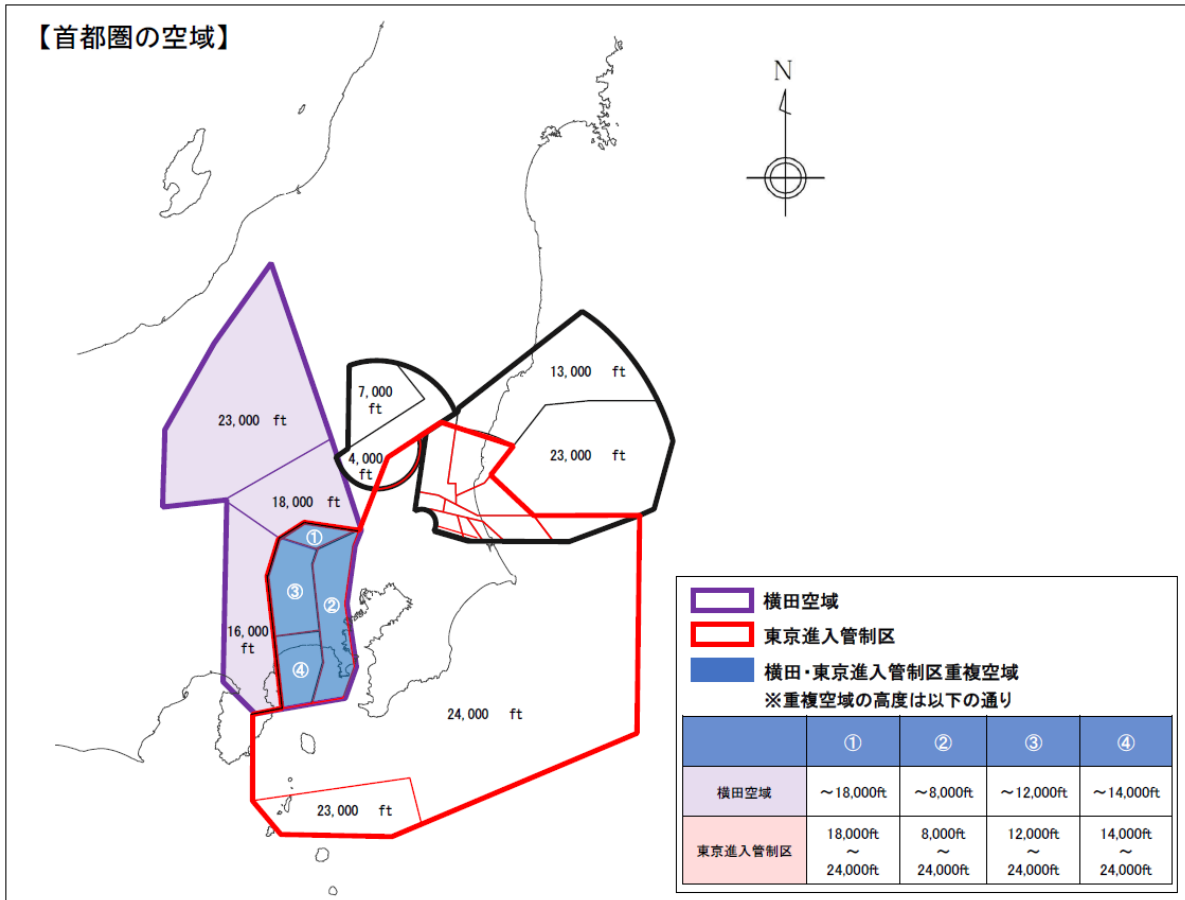 【首都圏の空域】
N
13,000 ft
7,000
ft
23,000 ft
23,000 ft
4,000
ft
18,000 ft
①
③
②
16,000
ft
④
24,000 ft
23,000 ft
横田空域
東京進入管制区
横田・東京進入管制区重複空域
※重複空域の高度は以下の通り
① ② ③ ④
横田空域 ～18,000ft ～8,000ft ～12,000ft ～14,000ft
東京進入管制区 18,000ft ～ 24,000ft 8,000ft ～ 24,000ft 12,000ft ～ 24,000ft 14,000ft ～ 24,000ft